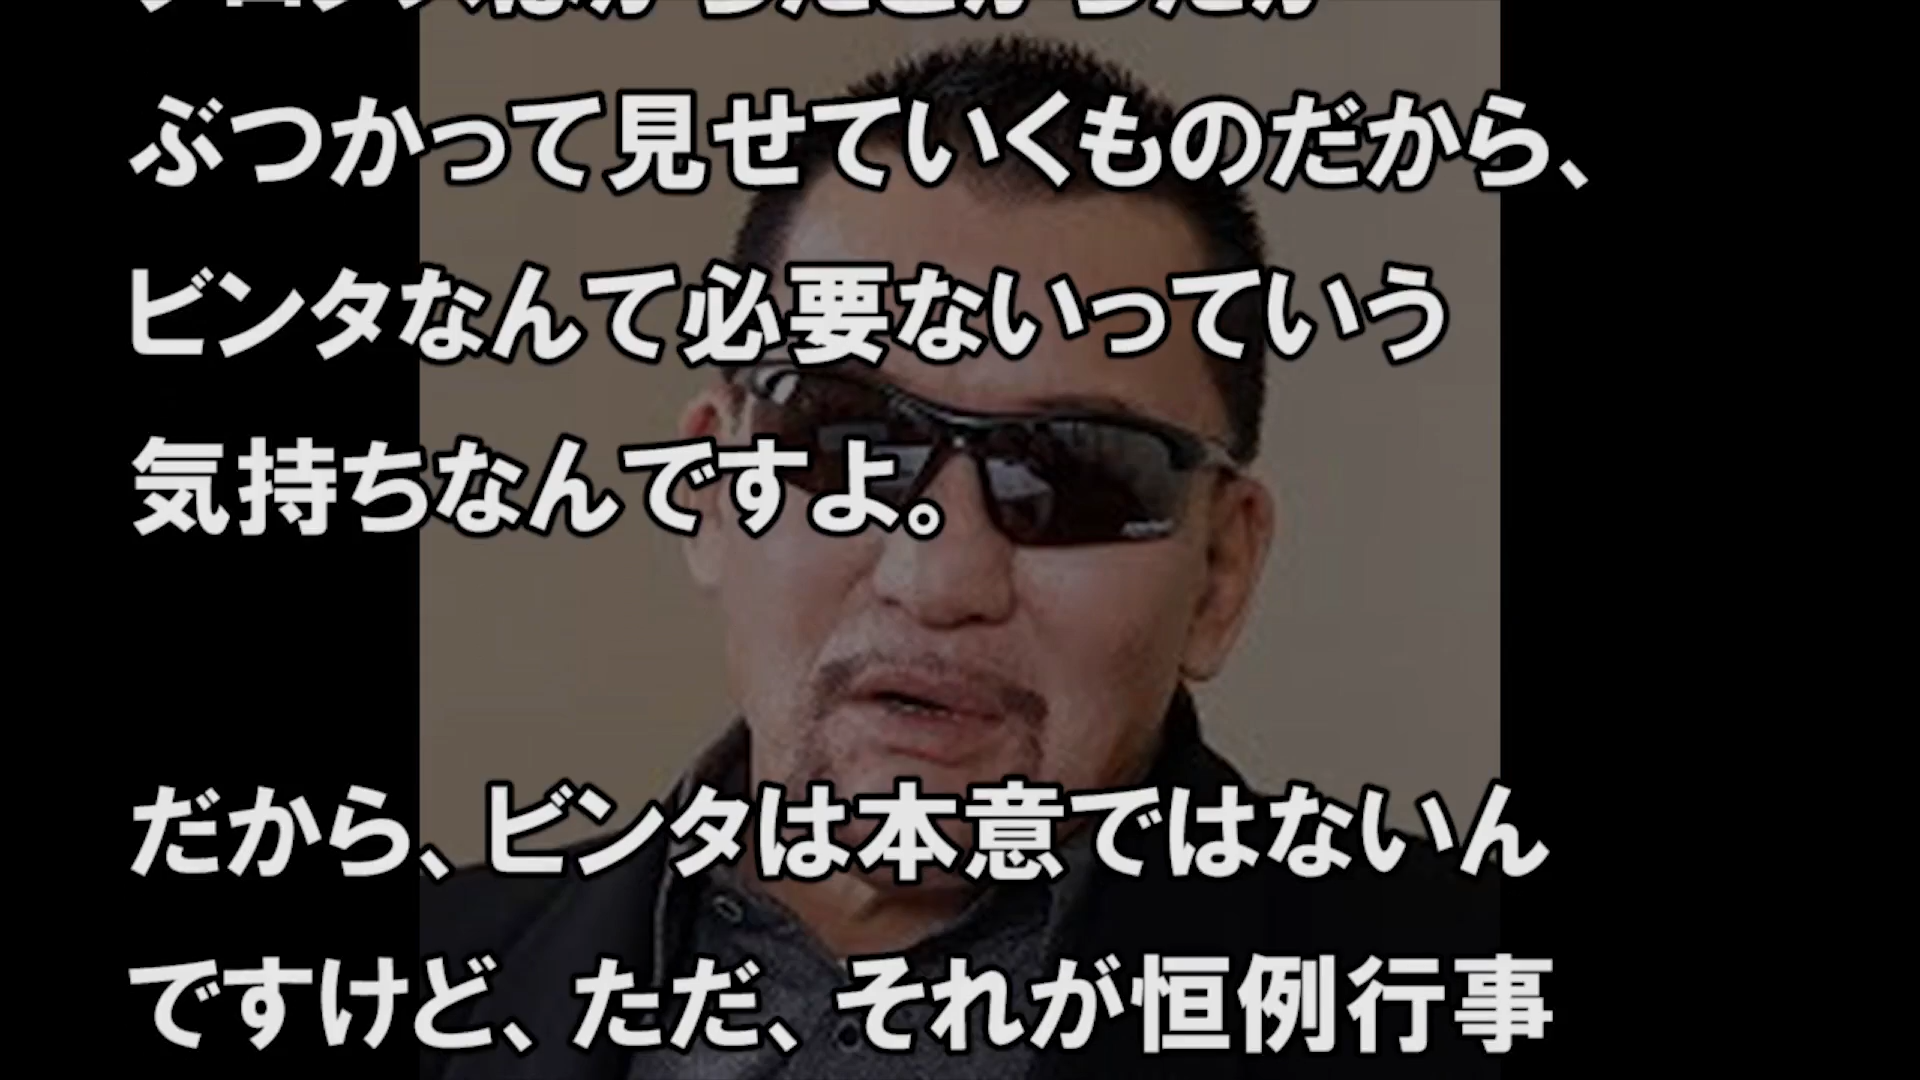 ぶつかって見せていくものだから、
ビンタなんて必要ないっていう
気持ちなんですよ。
だから、ビンタは本意ではないん
ですけど、ただ、それが恒例行事